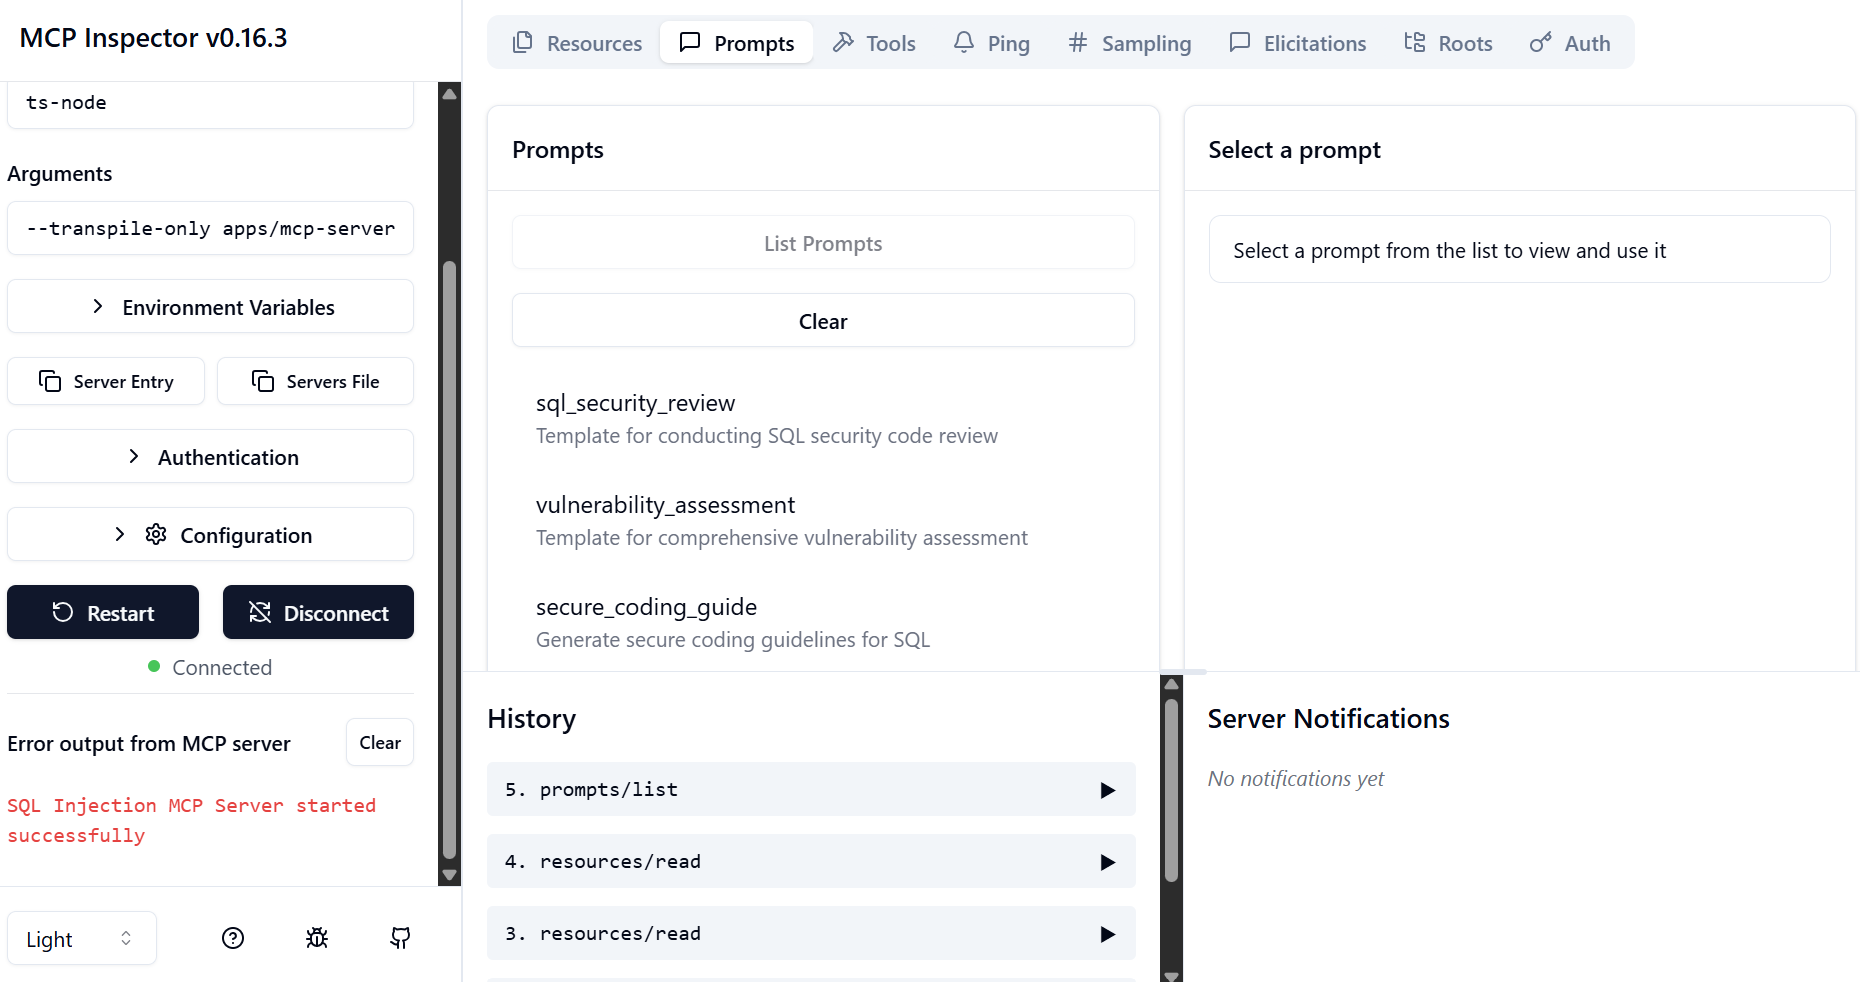 MCP Inspector v0.16.3
ts-node
Arguments
--transpile-only apps/mcp-server
Environment Variables
Server Entry
Servers File
Authentication
Configuration
Restart
Disconnect
Connected
Error output from MCP server
Clear
SQL Injection MCP Server started
successfully
Light
Resources
Prompts
Tools
Ping
Sampling
Elicitations
Roots
Auth
Prompts
List Prompts
Clear
sql_security_review
Template for conducting SQL security code review
vulnerability_assessment
Template for comprehensive vulnerability assessment
secure_coding_guide
Generate secure coding guidelines for SQL
Select a prompt
Select a prompt from the list to view and use it
History
5. prompts/list
4. resources/read
3. resources/read
Server Notifications
No notifications yet